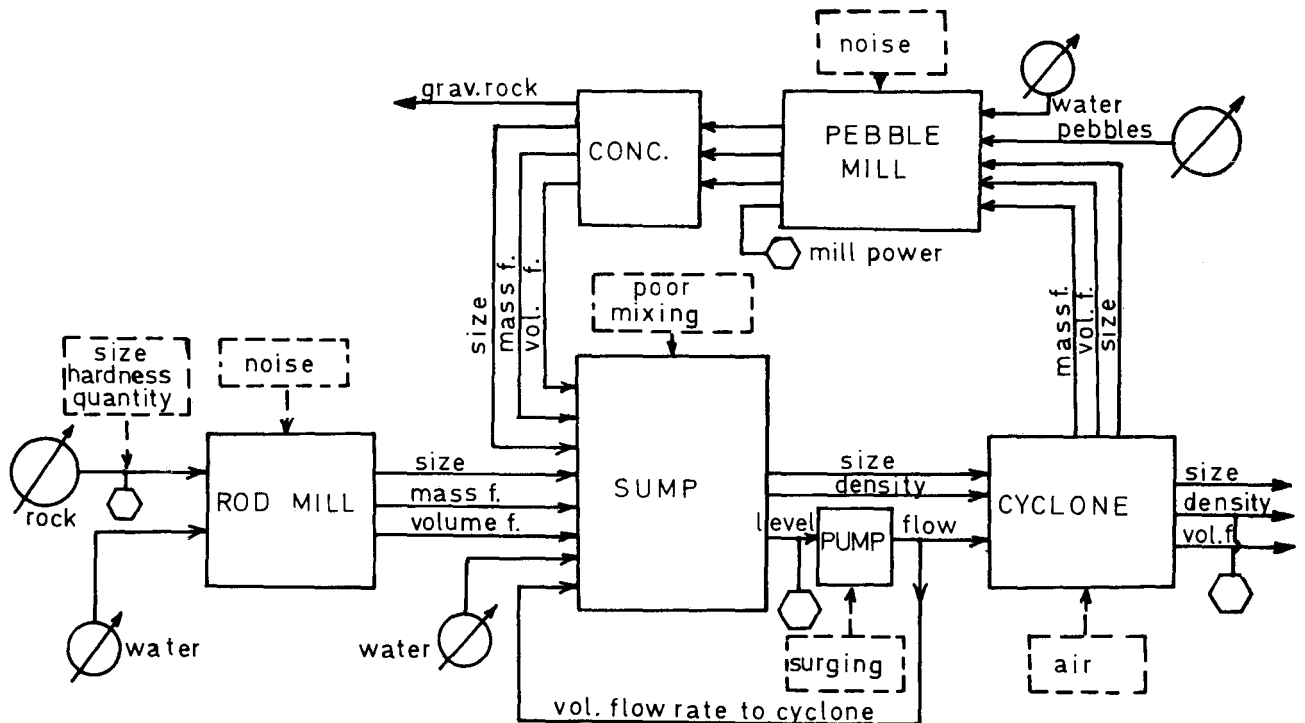 noise
grav.rock
water
pebbles
CONC.
PEBBLE
MILL
mill power
size
mass f.
vol. f.
mass f.
vol. f.
size
poor
mixing
size
hardness
quantity
noise
rock
ROD MILL
size
mass f.
volume f.
SUMP
size
density
level
PUMP
flow
CYCLONE
size
density
vol.f
water
water
surging
air
vol. flow rate to cyclone